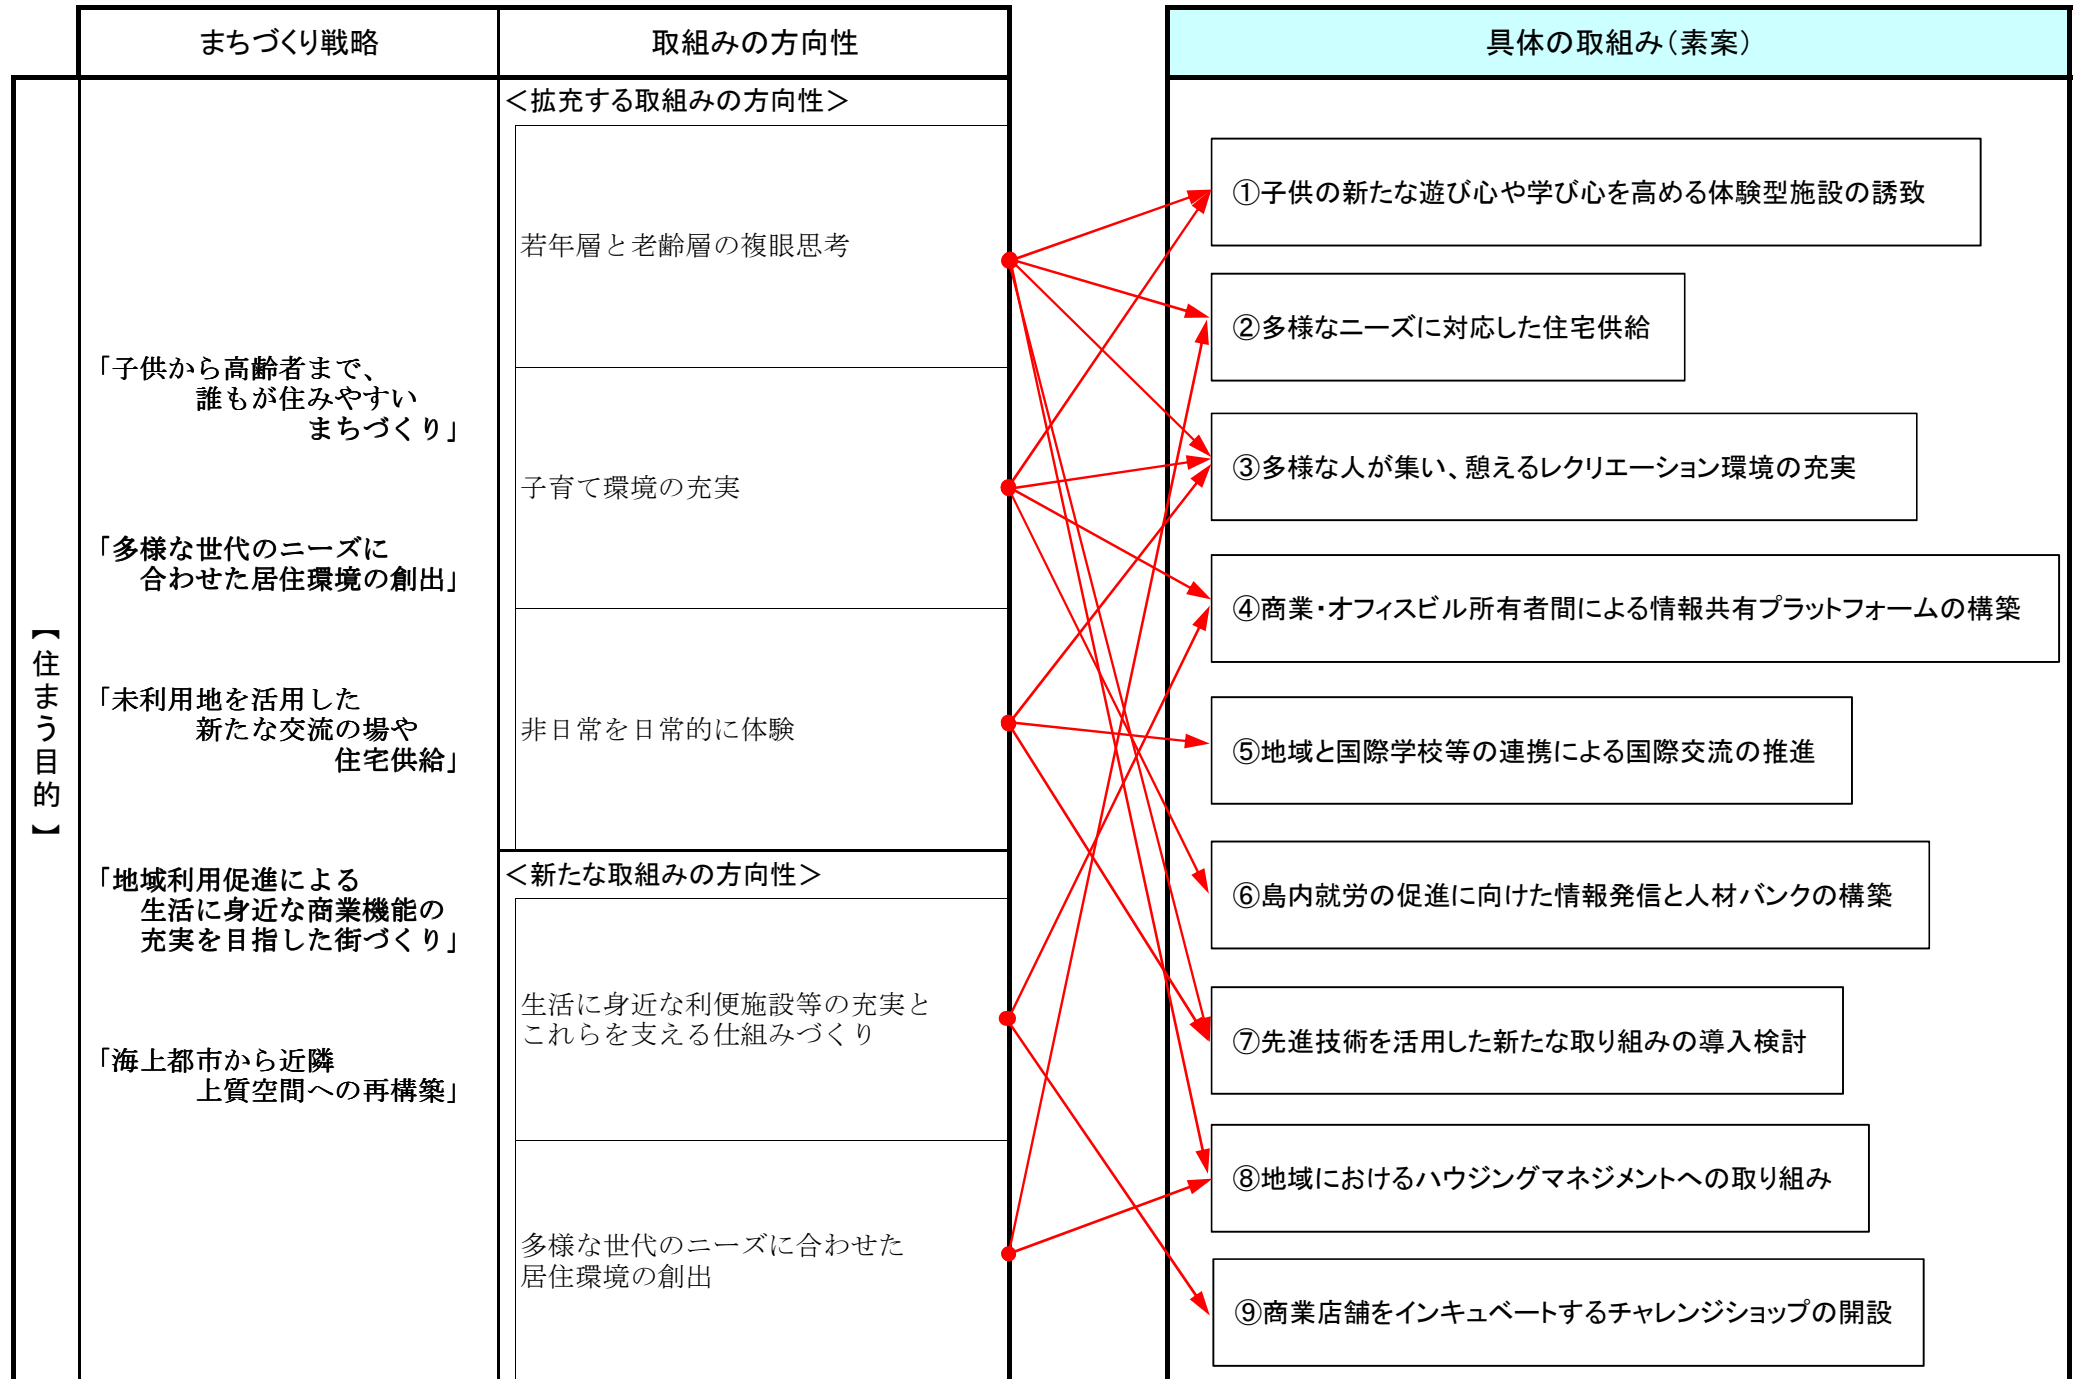 まちづくり戦略
取組みの方向性
具体の取組み（素案）
【住まう目的】
「子供から高齢者まで、
誰もが住みやすい
まちづくり」
「多様な世代のニーズに
合わせた居住環境の創出」
「未利用地を活用した
新たな交流の場や
住宅供給」
「地域利用促進による
生活に身近な商業機能の
充実を目指した街づくり」
「海上都市から近隣
上質空間への再構築」
＜拡充する取組みの方向性＞
若年層と老齢層の複眼思考
子育て環境の充実
非日常を日常的に体験
＜新たな取組みの方向性＞
生活に身近な利便施設等の充実と
これらを支える仕組みづくり
多様な世代のニーズに合わせた
居住環境の創出
①子供の新たな遊び心や学び心を高める体験型施設の誘致
②多様なニーズに対応した住宅供給
③多様な人が集い、憩えるレクリエーション環境の充実
④商業・オフィスビル所有者間による情報共有プラットフォームの構築
⑤地域と国際学校等の連携による国際交流の推進
⑥島内就労の促進に向けた情報発信と人材バンクの構築
⑦先進技術を活用した新たな取り組みの導入検討
⑧地域におけるハウジングマネジメントへの取り組み
⑨商業店舗をインキュベートするチャレンジショップの開設